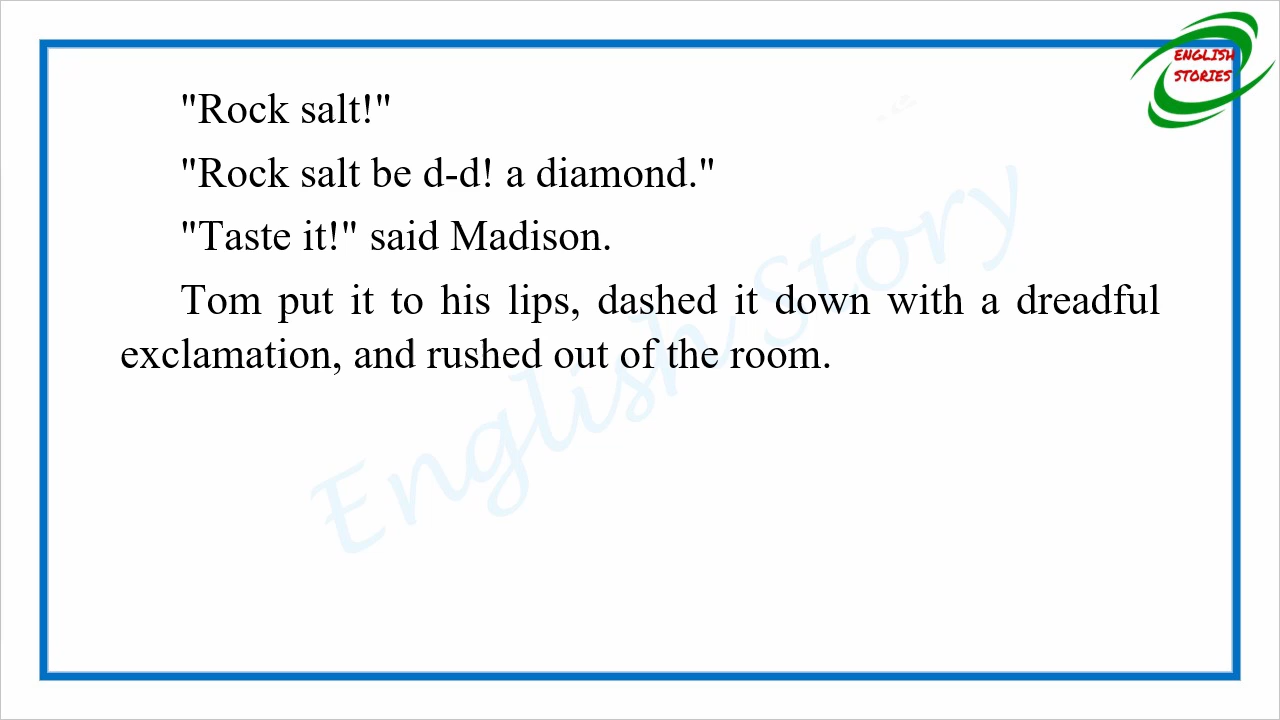 ENGLISH
STORIES
"Rock salt!"
"Rock salt be d-d! a diamond."
"Taste it!" said Madison.
Tom put it to his lips, dashed it down with a dreadful
exclamation, and rushed out of the room.
English Story